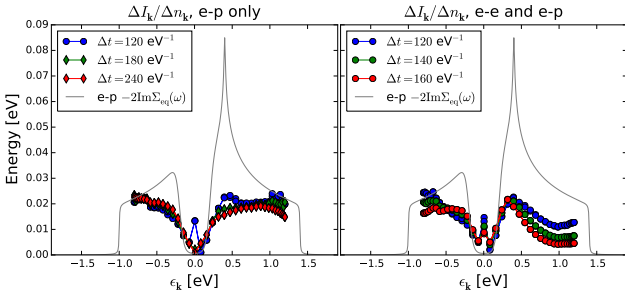 ΔI_k/Δn_k, e-p only
ΔI_k/Δn_k, e-e and e-p
Energy [eV]
0.09
0.08
0.07
0.06
0.05
0.04
0.03
0.02
0.01
0.00
Δt=120 eV⁻¹
Δt=180 eV⁻¹
Δt=240 eV⁻¹
e-p −2ImΣ_eq(ω)
Δt=120 eV⁻¹
Δt=140 eV⁻¹
Δt=160 eV⁻¹
e-p −2ImΣ_eq(ω)
−1.5 −1.0 −0.5 0.0 0.5 1.0 1.5
−1.5 −1.0 −0.5 0.0 0.5 1.0 1.5
ϵ_k [eV]
ϵ_k [eV]